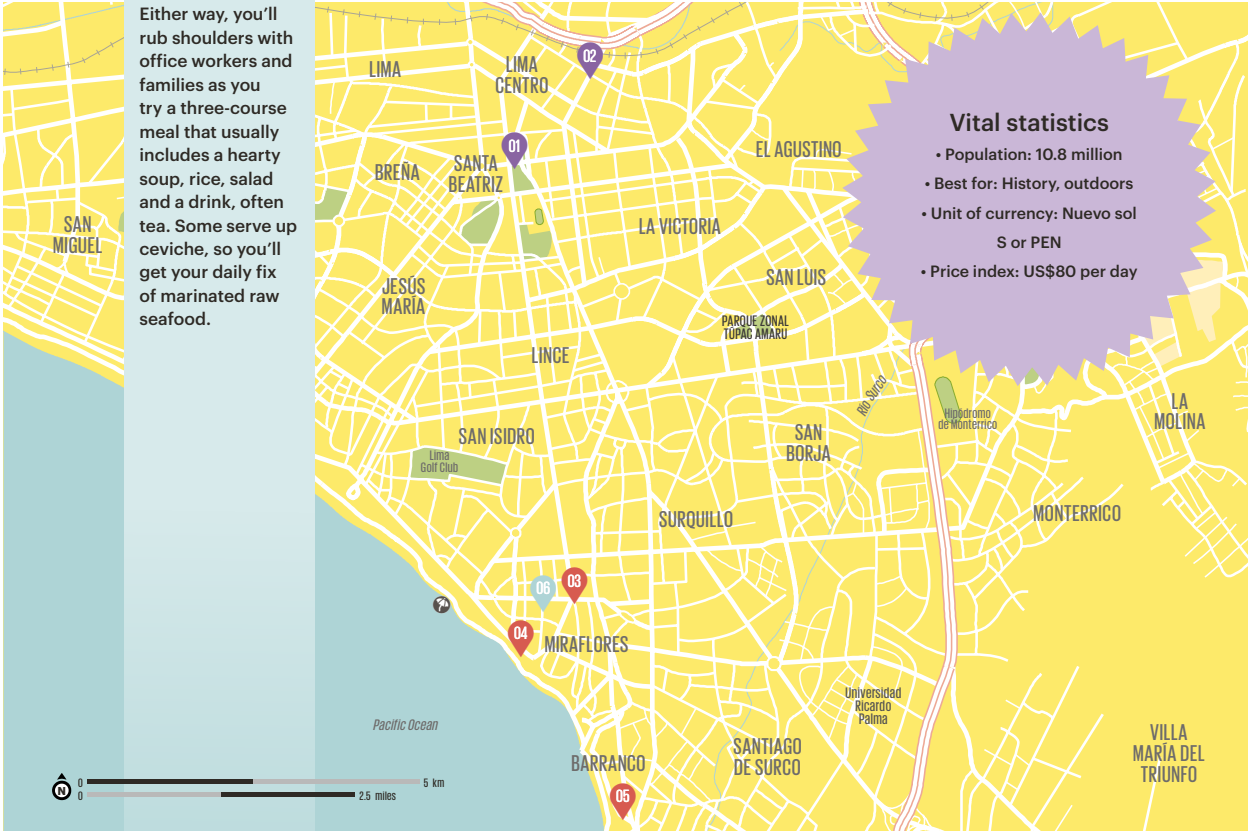 Either way, you’ll
rub shoulders with
office workers and
families as you
try a three-course
meal that usually
includes a hearty
soup, rice, salad
and a drink, often
tea. Some serve up
ceviche, so you’ll
get your daily fix
of marinated raw
seafood.
Vital statistics
• Population: 10.8 million
• Best for: History, outdoors
• Unit of currency: Nuevo sol
S or PEN
• Price index: US$80 per day
02
LIMA
LIMA
CENTRO
01
EL AGUSTINO
BREÑA
SANTA
BEATRIZ
SAN
MIGUEL
LA VICTORIA
JESÚS
MARÍA
SAN LUIS
PARQUE ZONAL
TÚPAC AMARU
LINCE
Río Surco
Hipódromo
de Monterrico
LA
MOLINA
SAN ISIDRO
Lima
Golf Club
SAN
BORJA
SURQUILLO
MONTERRICO
06
03
04
MIRAFLORES
Universidad
Ricardo
Palma
Pacific Ocean
BARRANCO
SANTIAGO
DE SURCO
VILLA
MARÍA DEL
TRIUNFO
05
N
0
5 km
0
2.5 miles